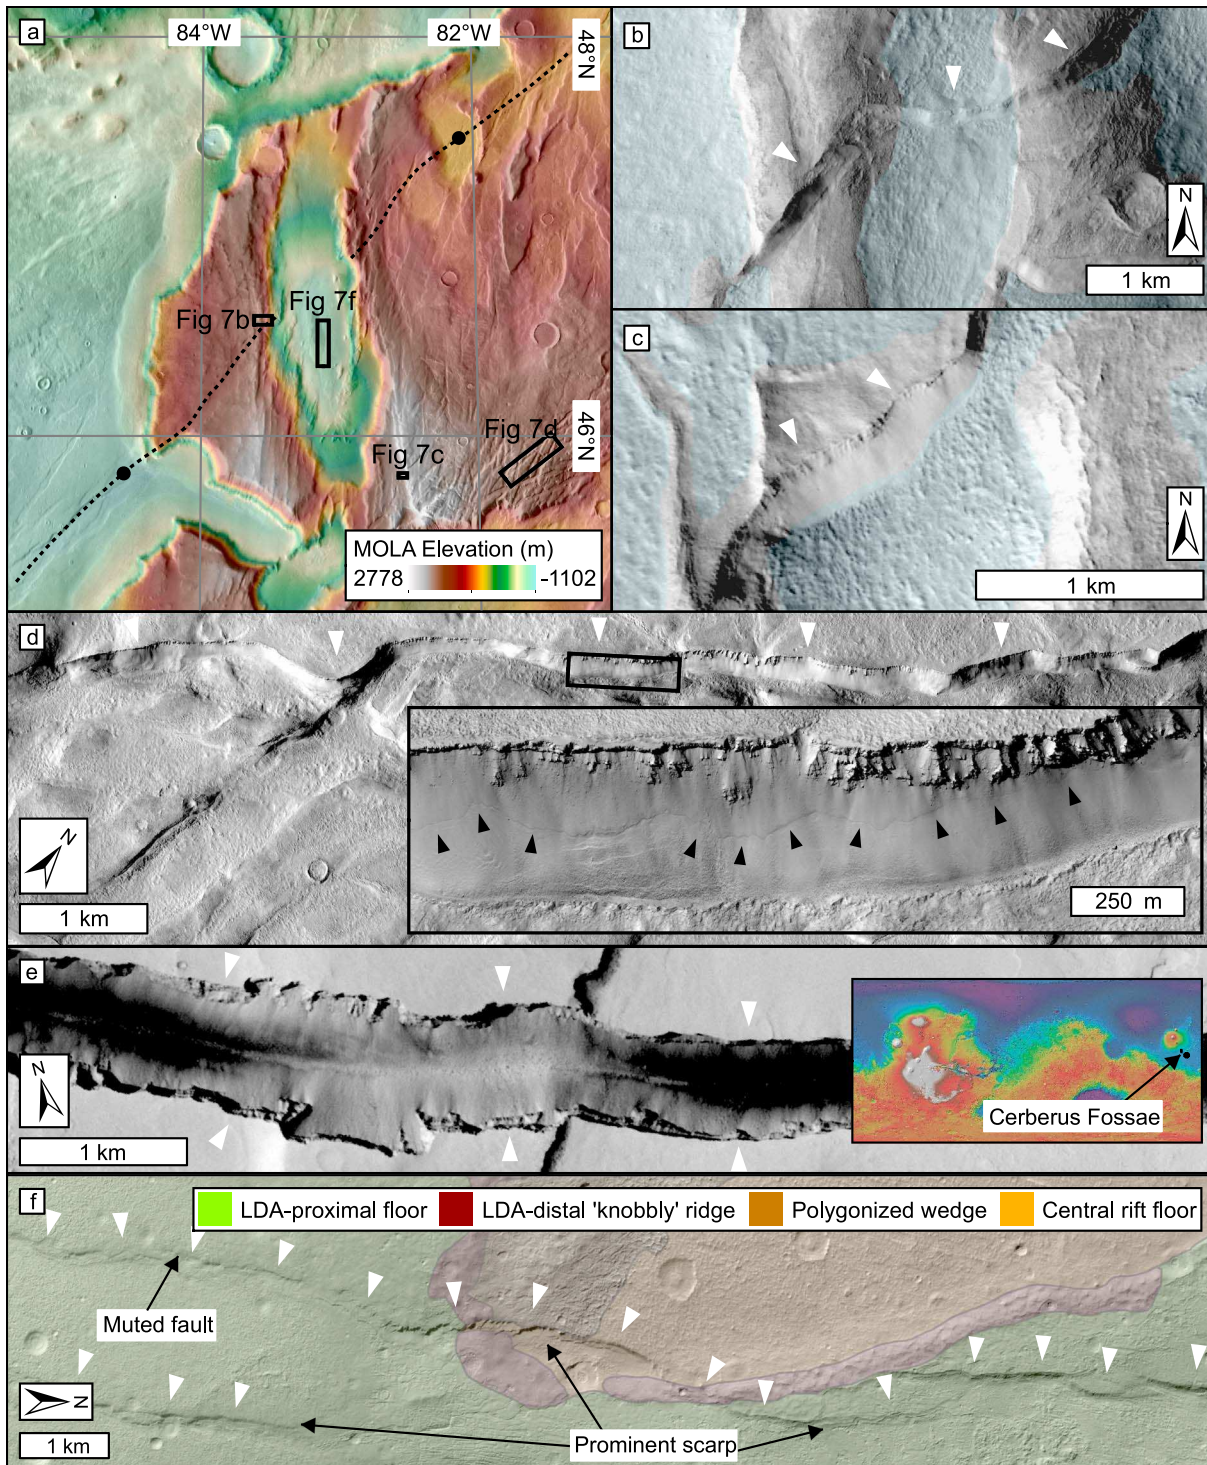 a
84°W
82°W
48°N
Fig 7f
Fig 7b
46°N
Fig 7d
Fig 7c
MOLA Elevation (m)
2778
-1102
b
N
1 km
c
N
1 km
d
N
1 km
250 m
e
N
1 km
Cerberus Fossae
f
LDA-proximal floor
LDA-distal 'knobbly' ridge
Polygonized wedge
Central rift floor
Muted fault
N
1 km
Prominent scarp